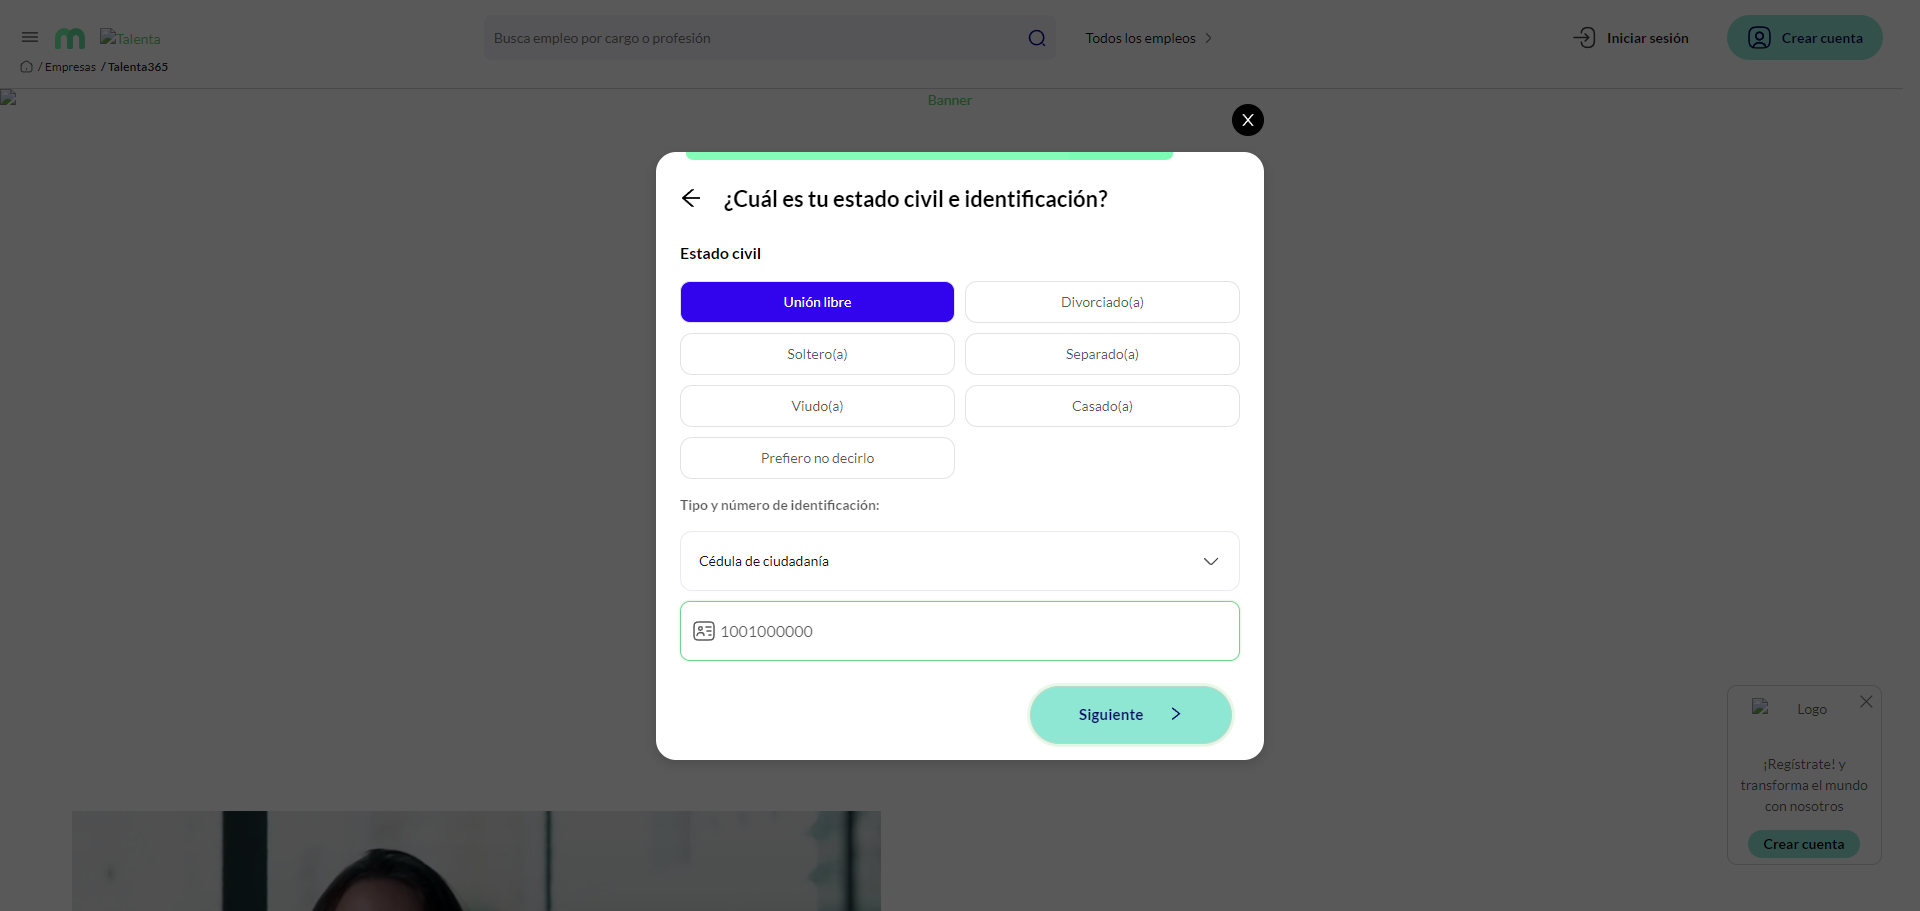 Talenta
Busca empleo por cargo o profesión
Todos los empleos
Iniciar sesión
Crear cuenta
/ Empresas / Talenta365
Banner
X
¿Cuál es tu estado civil e identificación?
Estado civil
Unión libre
Divorciado(a)
Soltero(a)
Separado(a)
Viudo(a)
Casado(a)
Prefiero no decirlo
Tipo y número de identificación:
Cédula de ciudadanía
1001000000
Siguiente
Logo
¡Regístrate! y
transforma el mundo
con nosotros
Crear cuenta